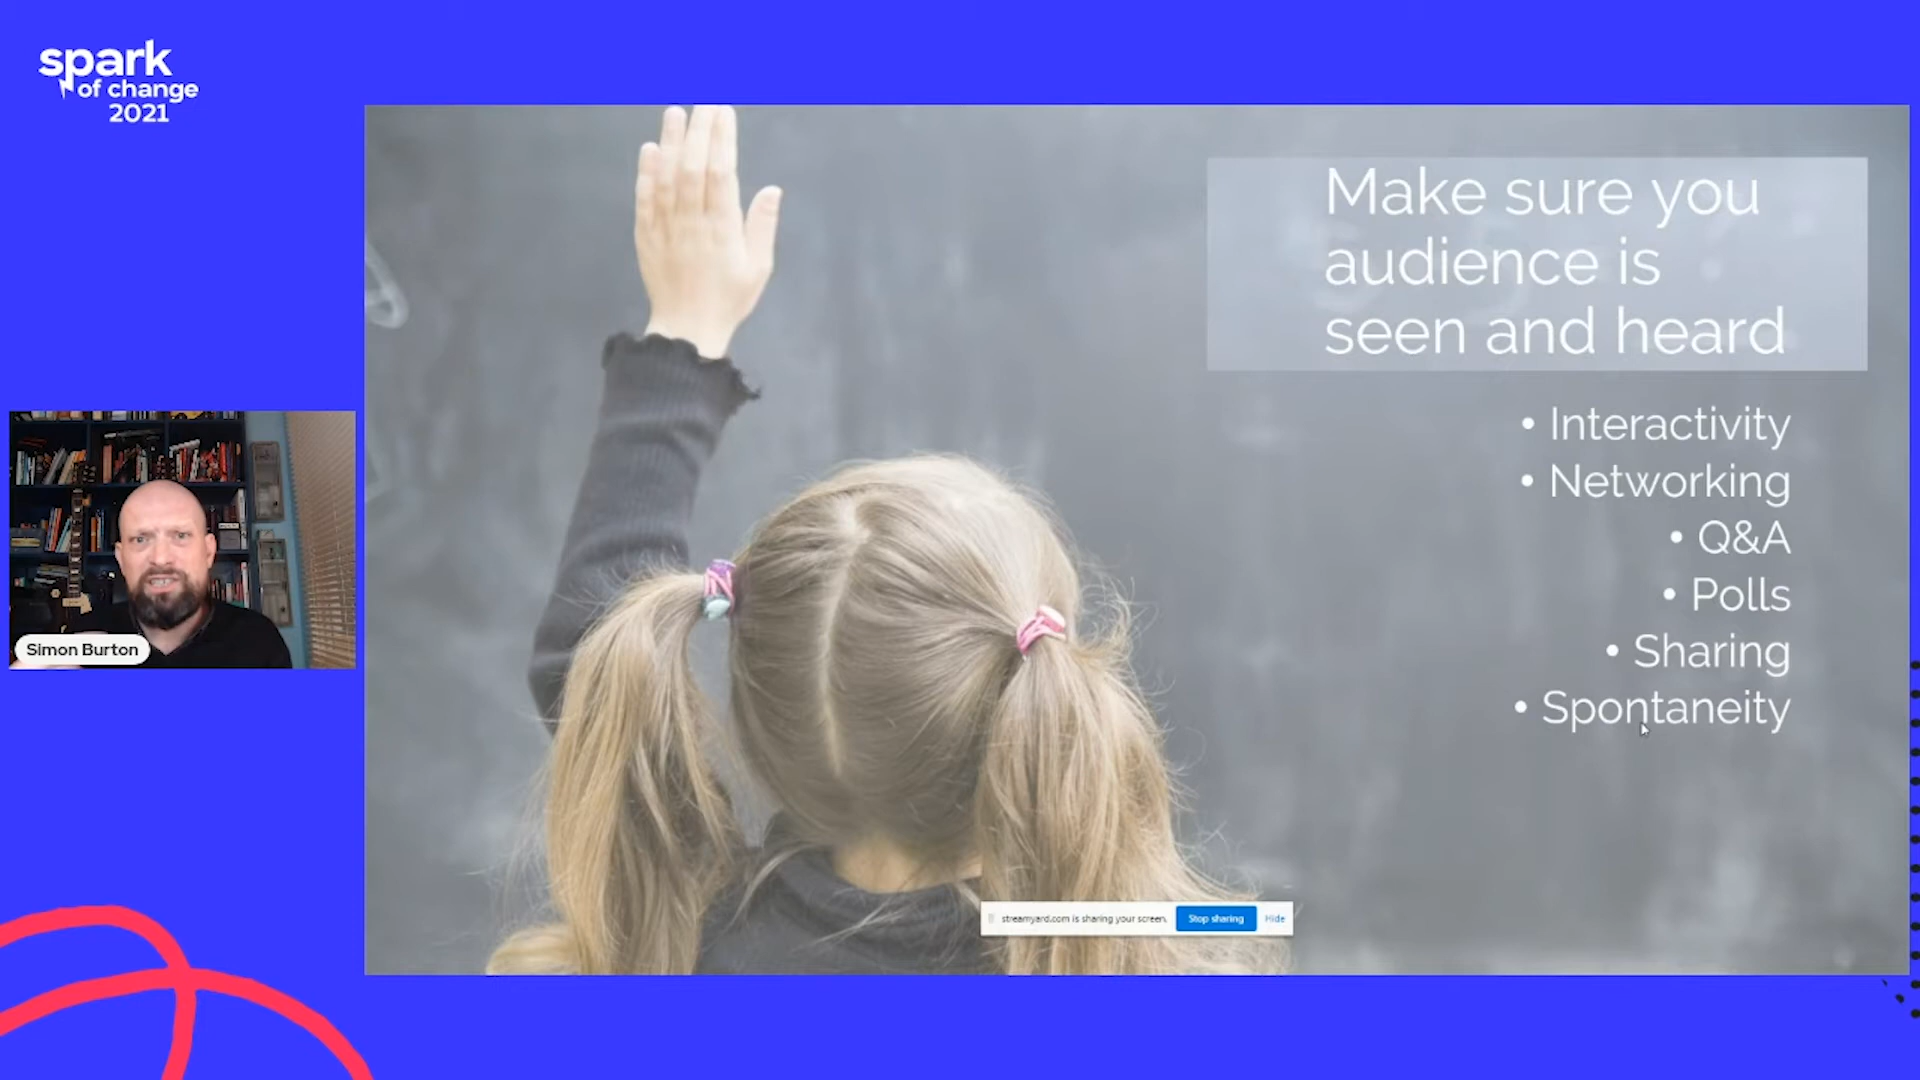 spark
of change
2021
Make sure you
audience is
seen and heard
• Interactivity
• Networking
• Q&A
• Polls
• Sharing
• Spontaneity
Simon Burton
streamyard.com is sharing your screen.
Stop sharing
Hide